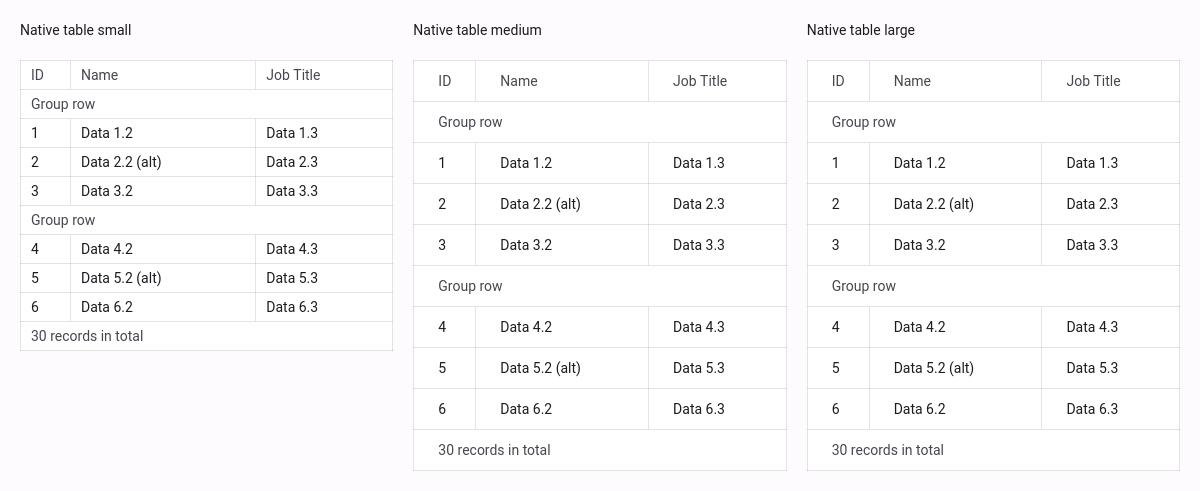 Native table small
ID Name Job Title
Group row
1 Data 1.2 Data 1.3
2 Data 2.2 (alt) Data 2.3
3 Data 3.2 Data 3.3
Group row
4 Data 4.2 Data 4.3
5 Data 5.2 (alt) Data 5.3
6 Data 6.2 Data 6.3
30 records in total
Native table medium
ID Name Job Title
Group row
1 Data 1.2 Data 1.3
2 Data 2.2 (alt) Data 2.3
3 Data 3.2 Data 3.3
Group row
4 Data 4.2 Data 4.3
5 Data 5.2 (alt) Data 5.3
6 Data 6.2 Data 6.3
30 records in total
Native table large
ID Name Job Title
Group row
1 Data 1.2 Data 1.3
2 Data 2.2 (alt) Data 2.3
3 Data 3.2 Data 3.3
Group row
4 Data 4.2 Data 4.3
5 Data 5.2 (alt) Data 5.3
6 Data 6.2 Data 6.3
30 records in total